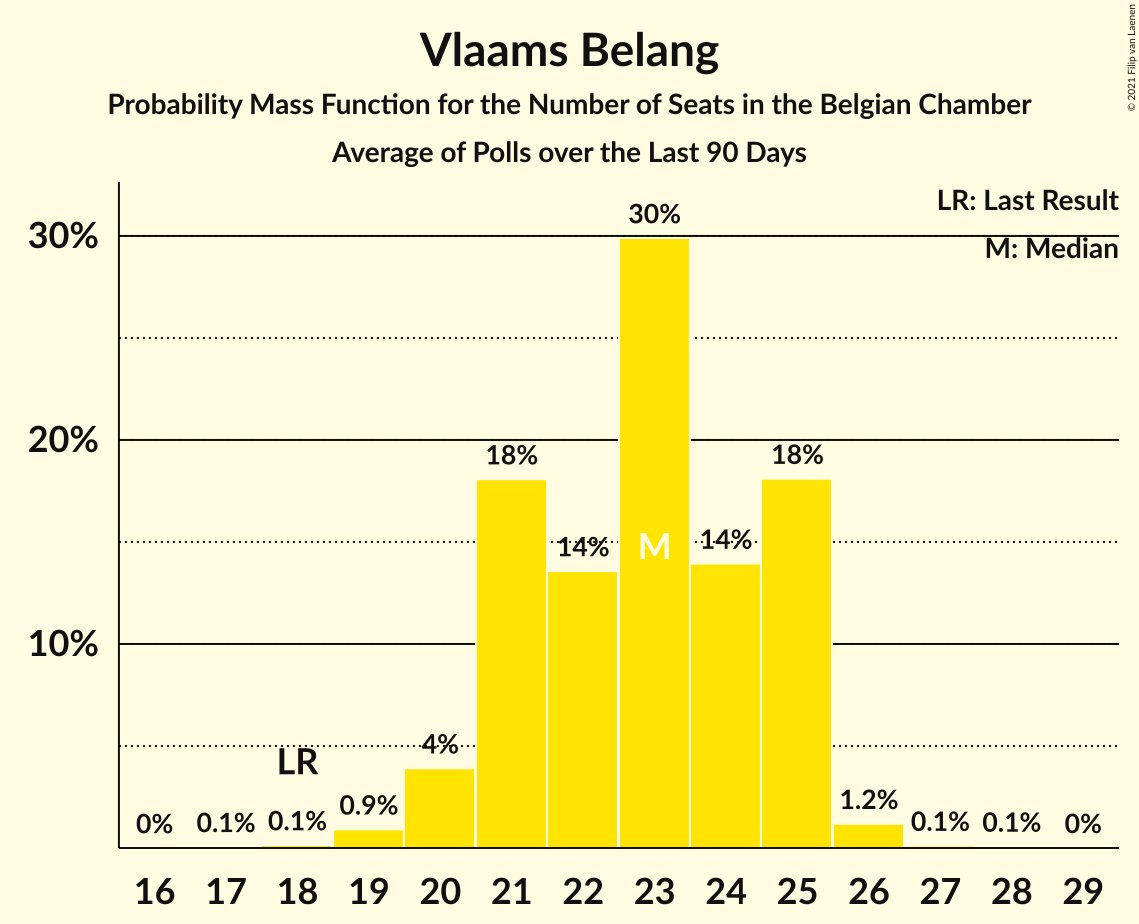 Vlaams Belang
Probability Mass Function for the Number of Seats in the Belgian Chamber
Average of Polls over the Last 90 Days
© 2021 Filip van Laenen
LR: Last Result
M: Median
30%
20%
10%
0%
0.1%
0.1%
LR
0.9%
4%
18%
14%
30%
M
14%
18%
1.2%
0.1%
0.1%
0%
16 17 18 19 20 21 22 23 24 25 26 27 28 29